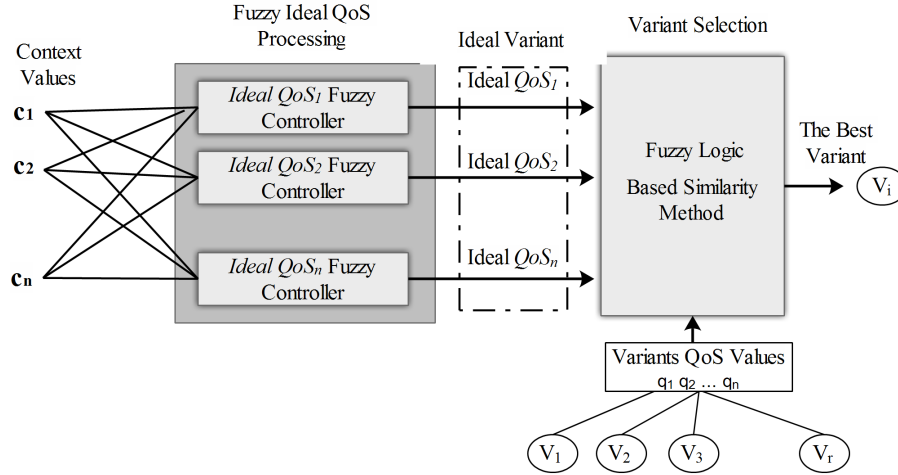 Fuzzy Ideal QoS
Processing
Ideal Variant
Variant Selection
Context
Values
c1
c2
cn
Ideal QoS1 Fuzzy
Controller
Ideal QoS2 Fuzzy
Controller
Ideal QoSn Fuzzy
Controller
Ideal QoS1
Ideal QoS2
Ideal QoSn
Fuzzy Logic
Based Similarity
Method
The Best
Variant
Vi
Variants QoS Values
q1 q2 ... qn
V1
V2
V3
Vr